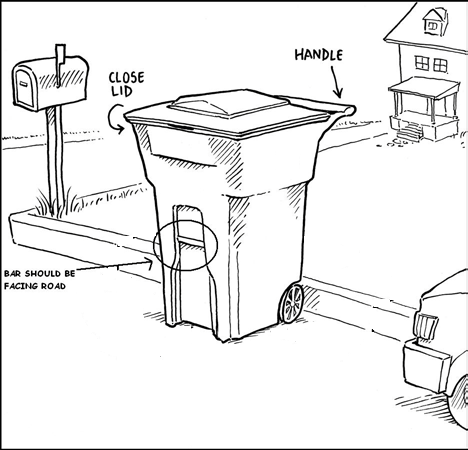 CLOSE
LID
HANDLE
BAR SHOULD BE
FACING ROAD